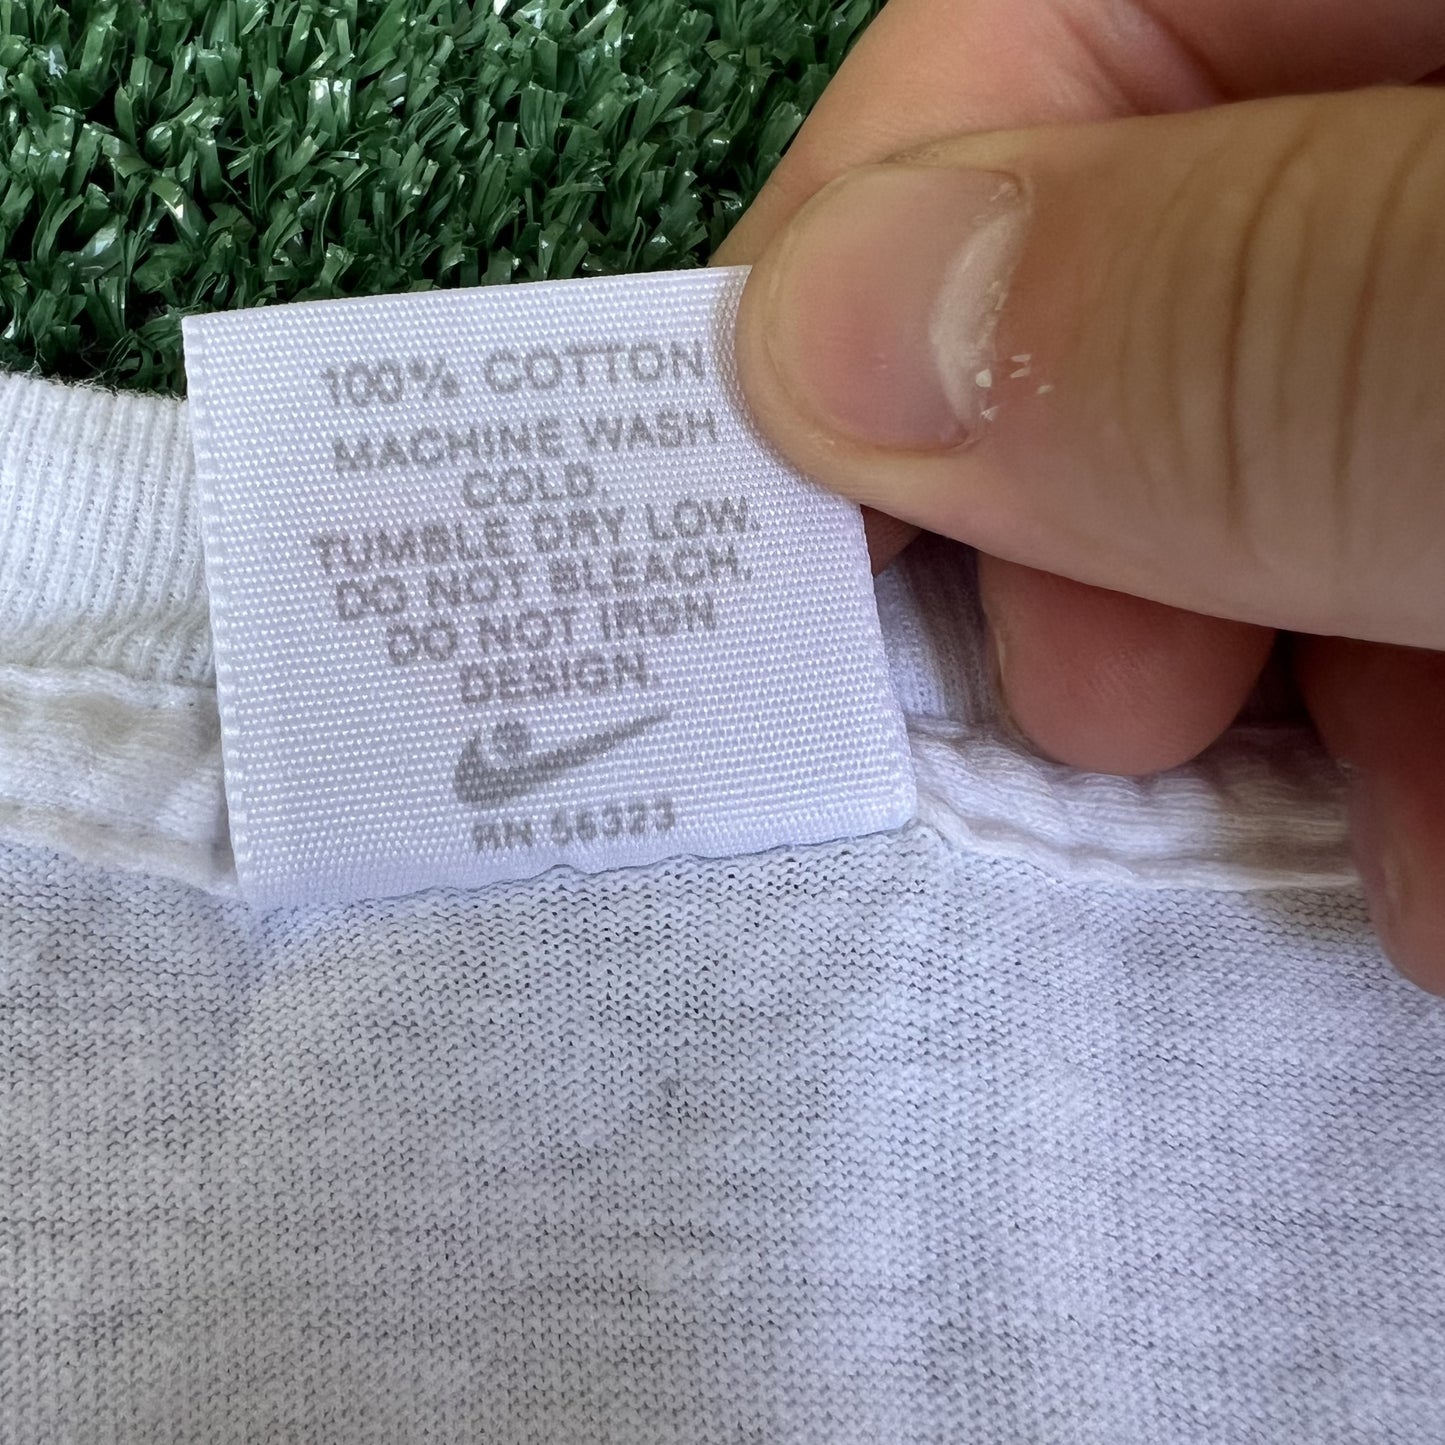 100% COTTON
MACHINE WASH
COLD.
TUMBLE DRY LOW.
DO NOT BLEACH.
DO NOT IRON
DESIGN.
RN 56323